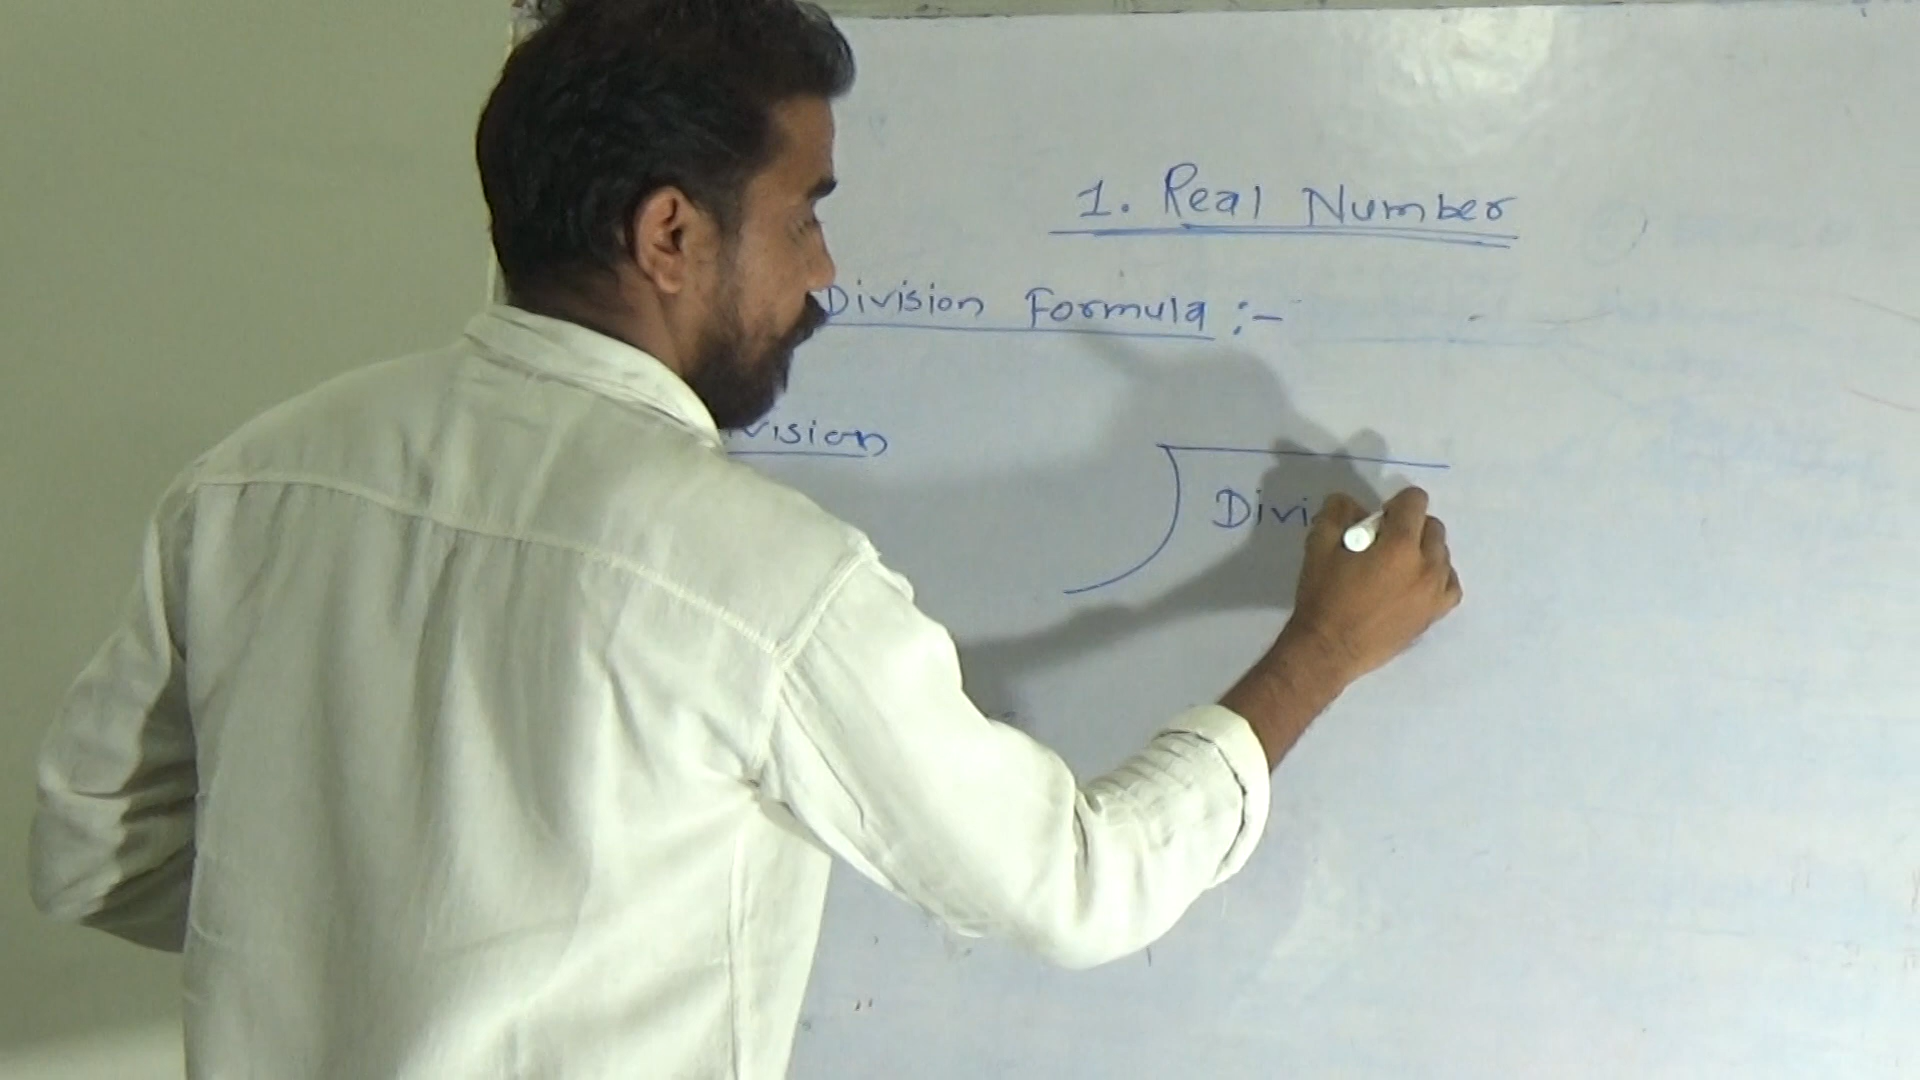 1. Real Number
Division Formula :-
vision
Divi